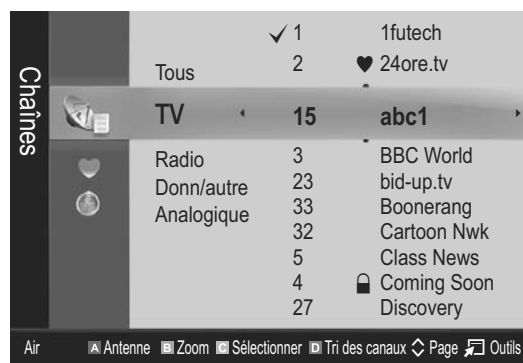 Chaînes
✓ 1 1futech
Tous 2 ♥ 24ore.tv
TV 15 abc1
Radio 3 BBC World
Donn/autre 23 bid-up.tv
Analogique 33 Boonerang
32 Cartoon Nwk
5 Class News
4 Coming Soon
27 Discovery
Air A Antenne B Zoom C Sélectionner D Tri des canaux Page Outils